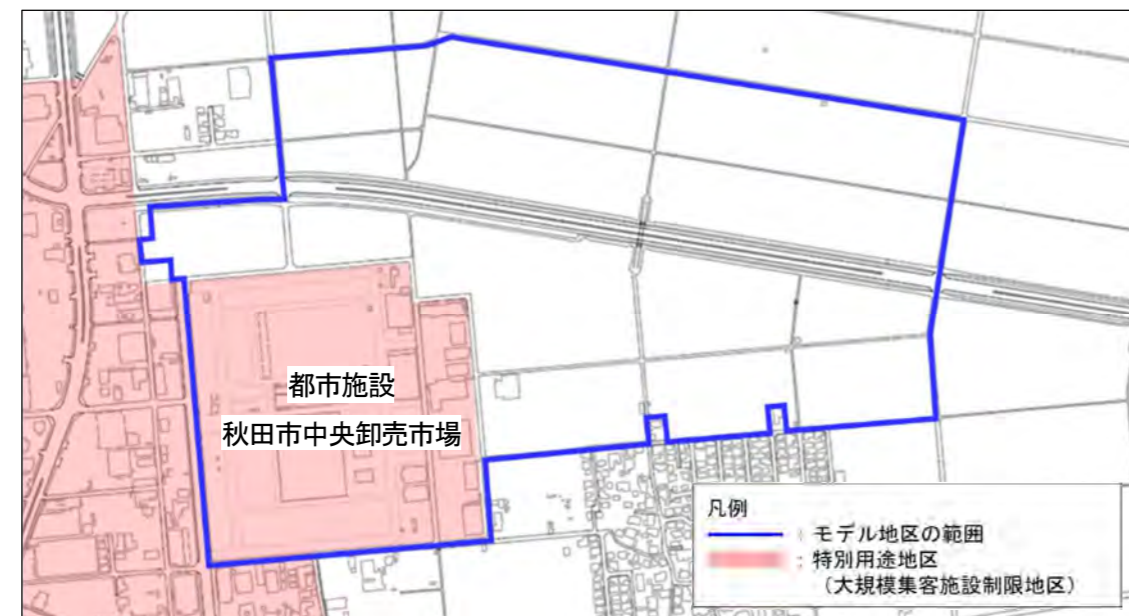 都市施設
秋田市中央卸売市場
凡例
：モデル地区の範囲
：特別用途地区
（大規模集客施設制限地区）